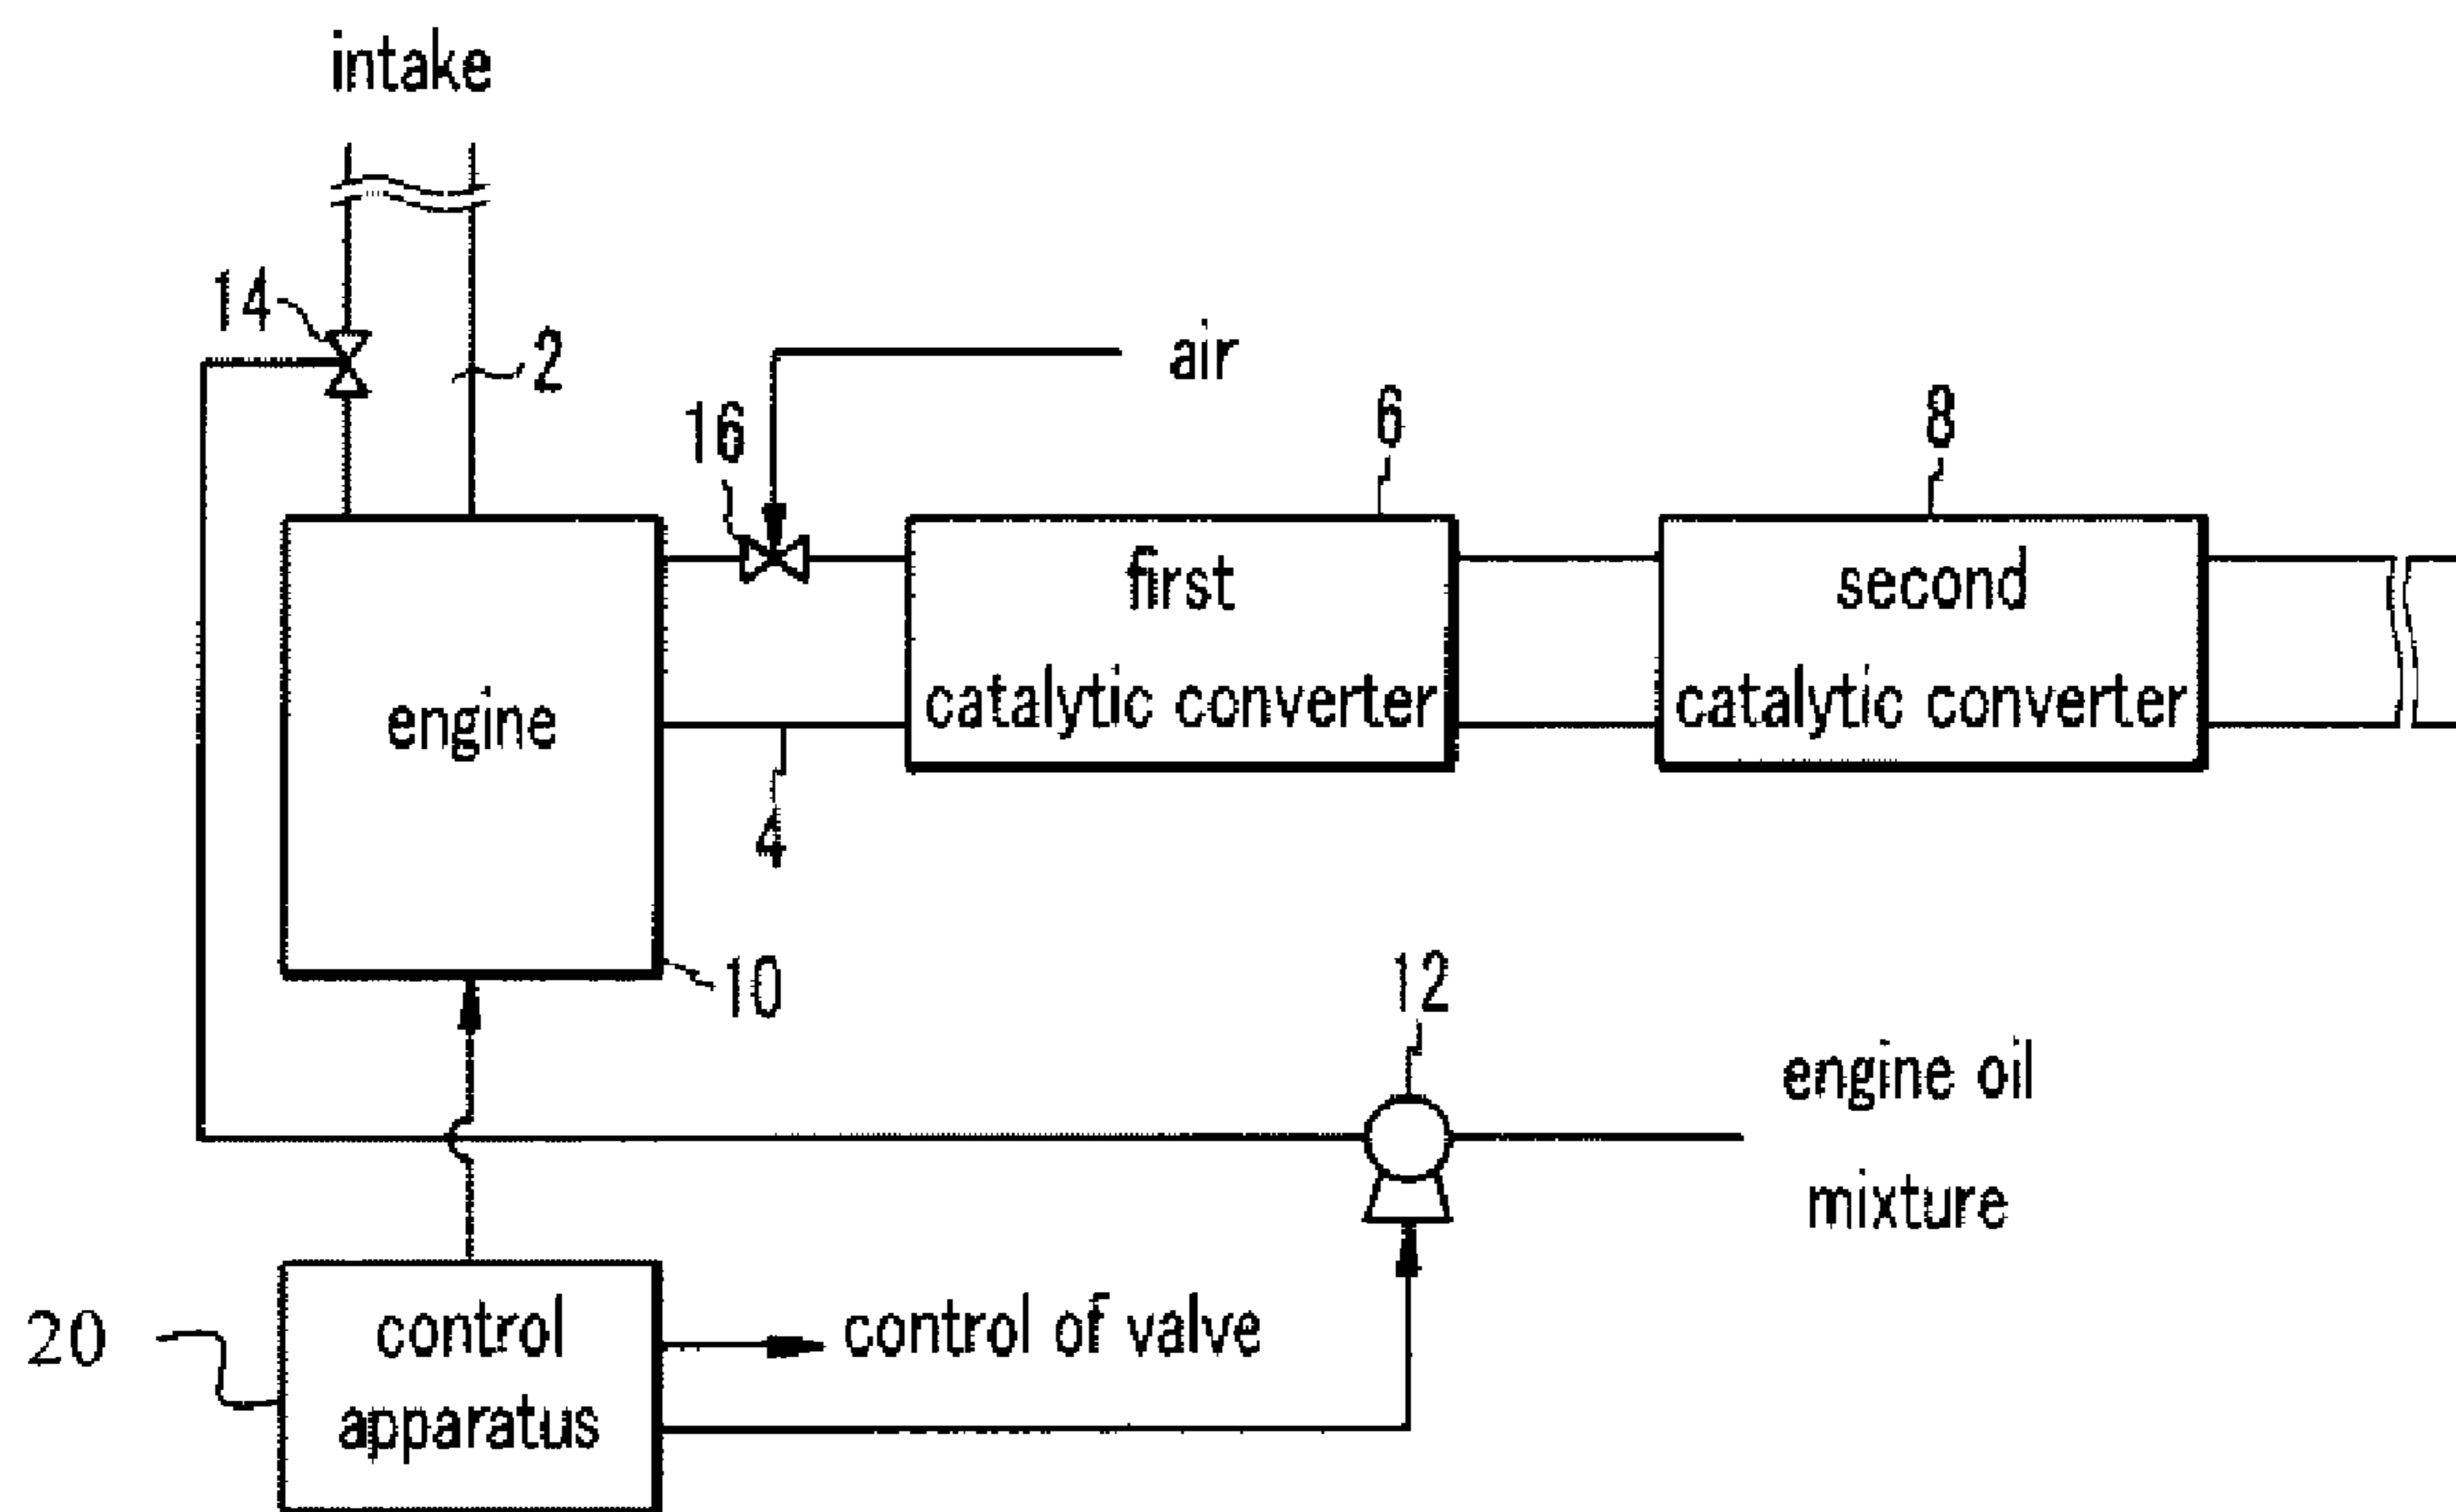 intake
14
2
air
16
6
8
first
catalytic converter
second
catalytic converter
engine
4
10
12
engine oil
mixture
20
control
apparatus
control of valve